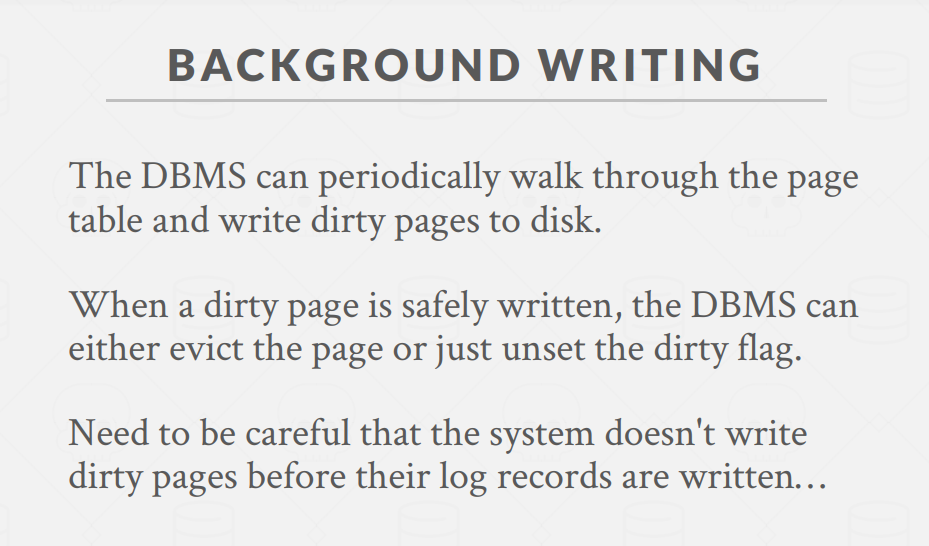 BACKGROUND WRITING
The DBMS can periodically walk through the page
table and write dirty pages to disk.
When a dirty page is safely written, the DBMS can
either evict the page or just unset the dirty flag.
Need to be careful that the system doesn't write
dirty pages before their log records are written…